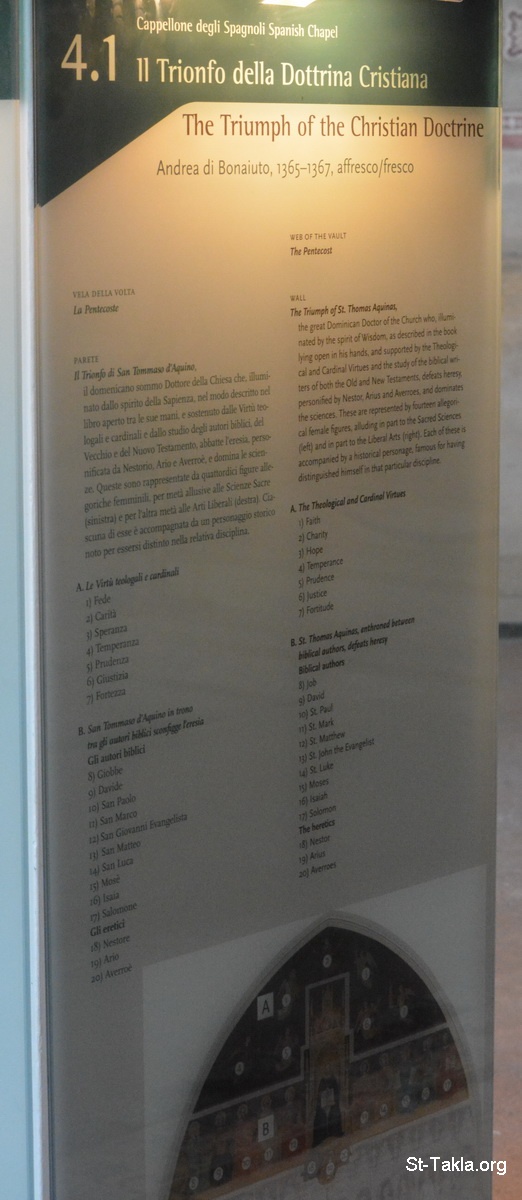 Cappellone degli Spagnoli Spanish Chapel
4.1 Il Trionfo della Dottrina Cristiana
The Triumph of the Christian Doctrine
Andrea di Bonaiuto, 1365–1367, affresco/fresco
VELA DELLA VOLTA
La Pentecoste
PARETE
Il Trionfo di San Tommaso d'Aquino,
il domenicano sommo Dottore della Chiesa che, illumi-
nato dallo spirito della Sapienza, nel modo descritto nel
libro aperto tra le sue mani, e sostenuto dalle Virtù teo-
logali e cardinali e dallo studio degli autori biblici, del
Vecchio e del Nuovo Testamento, abbatte l'eresia, perso-
nificata da Nestorio, Ario e Averroè, e domina le scien-
ze. Queste sono rappresentate da quattordici figure alle-
goriche femminili, per metà allusive alle Scienze Sacre
(sinistra) e per l'altra metà alle Arti Liberali (destra). Cia-
scuna di esse è accompagnata da un personaggio storico
noto per essersi distinto nella relativa disciplina.
A. Le Virtù teologali e cardinali
1) Fede
2) Carità
3) Speranza
4) Temperanza
5) Prudenza
6) Giustizia
7) Fortezza
B. San Tommaso d'Aquino in trono
tra gli autori biblici sconfigge l'eresia
Gli autori biblici
8) Giobbe
9) Davide
10) San Paolo
11) San Marco
12) San Giovanni Evangelista
13) San Matteo
14) San Luca
15) Mosè
16) Isaia
17) Salomone
Gli eretici
18) Nestore
19) Ario
20) Averroè
WEB OF THE VAULT
The Pentecost
WALL
The Triumph of St. Thomas Aquinas,
the great Dominican Doctor of the Church who, illumi-
nated by the spirit of Wisdom, as described in the book
lying open in his hands, and supported by the Theologi-
cal and Cardinal Virtues and the study of the biblical wri-
ters of both the Old and New Testaments, defeats heresy,
personified by Nestor, Arius and Averroes, and dominates
the sciences. These are represented by fourteen allegori-
cal female figures, alluding in part to the Sacred Sciences
(left) and in part to the Liberal Arts (right). Each of these is
accompanied by a historical personage, famous for having
distinguished himself in that particular discipline.
A. The Theological and Cardinal Virtues
1) Faith
2) Charity
3) Hope
4) Temperance
5) Prudence
6) Justice
7) Fortitude
B. St. Thomas Aquinas, enthroned between
biblical authors, defeats heresy
Biblical authors
8) Job
9) David
10) St. Paul
11) St. Mark
12) St. Matthew
13) St. John the Evangelist
14) St. Luke
15) Moses
16) Isaiah
17) Salomon
The heretics
18) Nestor
19) Arius
20) Averroes
A
B
St-Takla.org